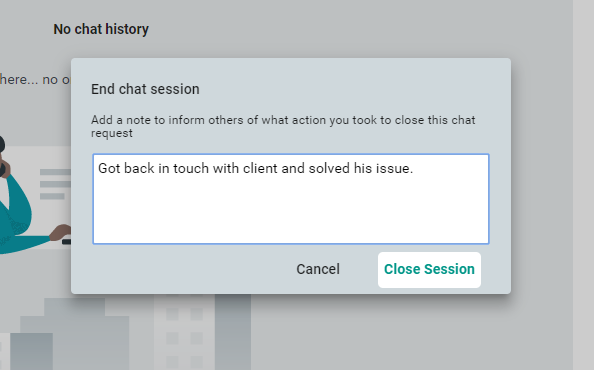 No chat history
here... no o
End chat session
Add a note to inform others of what action you took to close this chat
request
Got back in touch with client and solved his issue.
Cancel
Close Session